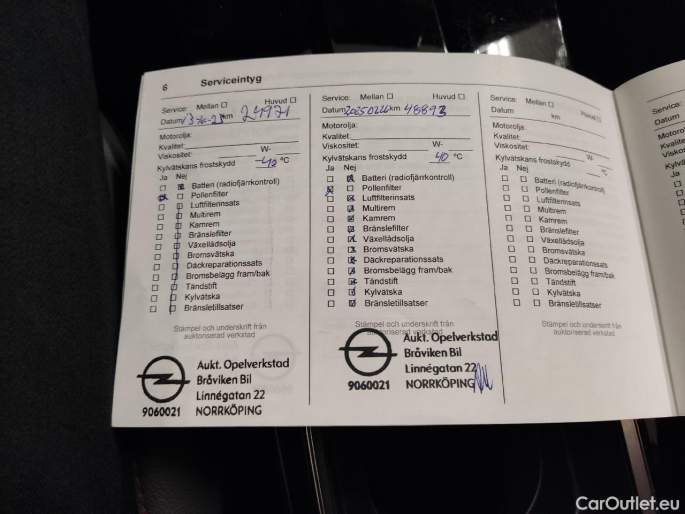 6 Serviceintyg
Service: Mellan ☐ Huvud ☐
Datum km 24971
Motorolja:
Kvalitet:
Viskositet: W-
Kylvätskans frostskydd -40 °C
Ja Nej
Batteri (radiofjärrkontroll)
Pollenfilter
Luftfilterinsats
Multirem
Kamrem
Bränslefilter
Växellådsolja
Bromsvätska
Däckreparationssats
Bromsbelägg fram/bak
Tändstift
Kylvätska
Bränsletillsatser
Stämpel och underskrift från
auktoriserad verkstad
Aukt. Opelverkstad
Bråviken Bil
Linnégatan 22
9060021 NORRKÖPING
Service: Mellan ☐ Huvud ☐
Datum km 48893
Motorolja:
Kvalitet:
Viskositet: W-
Kylvätskans frostskydd 40 °C
Ja Nej
Batteri (radiofjärrkontroll)
Pollenfilter
Luftfilterinsats
Multirem
Kamrem
Bränslefilter
Växellådsolja
Bromsvätska
Däckreparationssats
Bromsbelägg fram/bak
Tändstift
Kylvätska
Bränsletillsatser
Stämpel och underskrift från
auktoriserad verkstad
Aukt. Opelverkstad
Bråviken Bil
Linnégatan 22
9060021 NORRKÖPING
Service: Mellan ☐ Huvud ☐
Datum km
Motorolja:
Kvalitet:
Viskositet: W-
Kylvätskans frostskydd °C
Ja Nej
Batteri (radiofjärrkontroll)
Pollenfilter
Luftfilterinsats
Multirem
Kamrem
Bränslefilter
Växellådsolja
Bromsvätska
Däckreparationssats
Bromsbelägg fram/bak
Tändstift
Kylvätska
Bränsletillsatser
Stämpel och underskrift från
auktoriserad verkstad
Service:
Datum
Ja
CarOutlet.eu